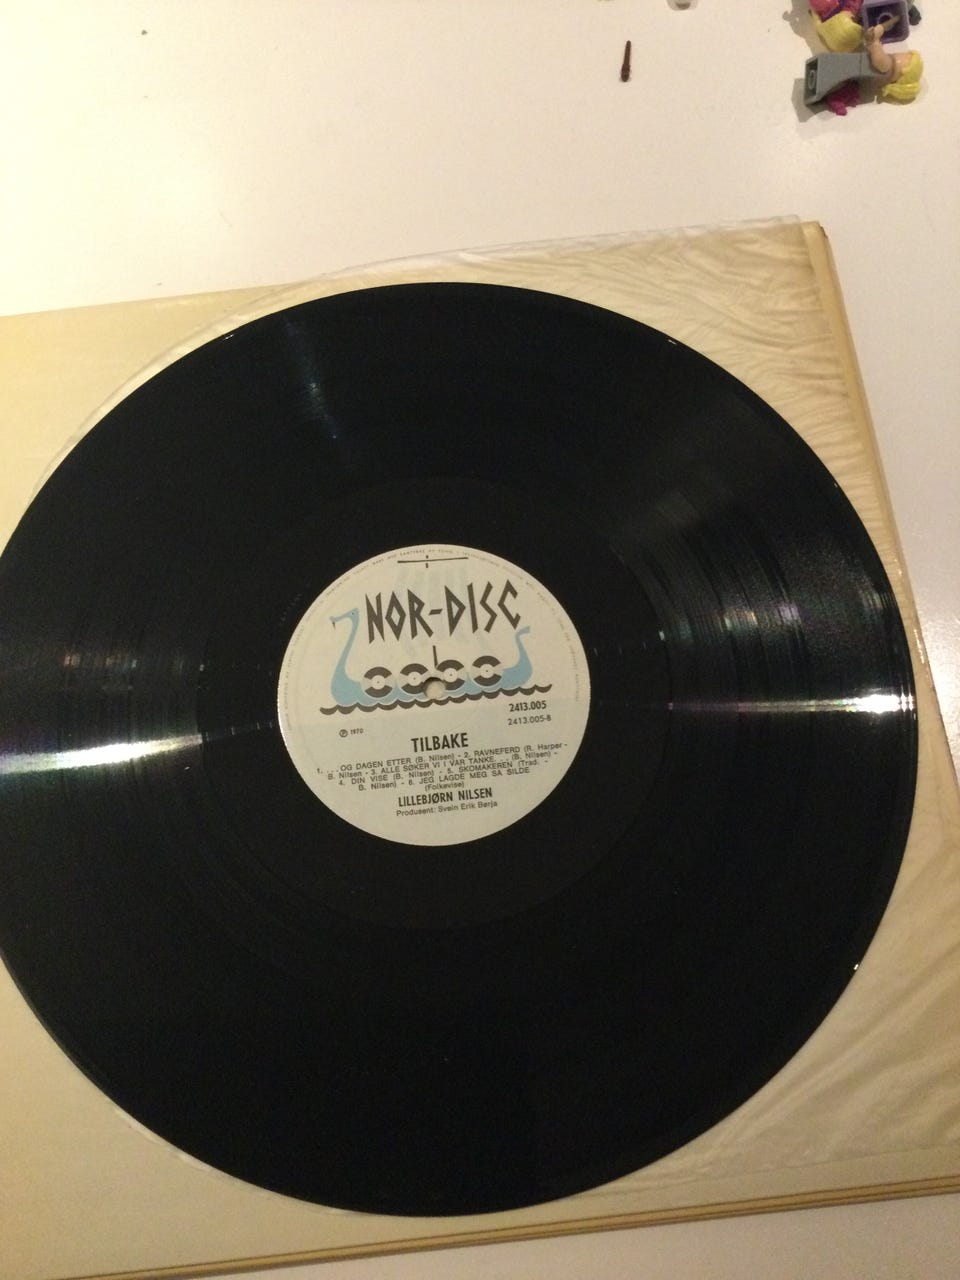 NOR-DISC
2413.005
2413.005-B
℗ 1970
TILBAKE
1. . . . OG DAGEN ETTER (B. Nilsen) - 2. RAVNEFERD (R. Harper -
B. Nilsen - 3. ALLE SØKER VI I VÅR TANKE. . . (B. Nilsen) -
4. DIN VISE (B. Nilsen) - 5. SKOMAKEREN (Trad. -
B. Nilsen) - 6. JEG LAGDE MEG SA SILDE
(Folkevise)
LILLEBJØRN NILSEN
Produsent: Svein Erik Børja